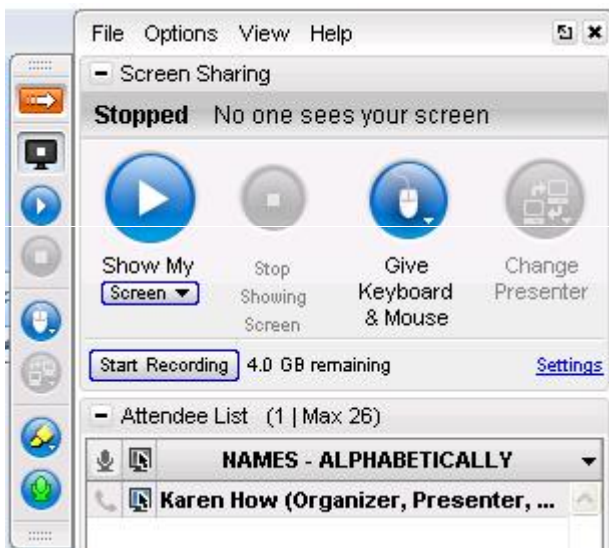 File Options View Help
Screen Sharing
Stopped No one sees your screen
Show My
Screen
Stop
Showing
Screen
Give
Keyboard
& Mouse
Change
Presenter
Start Recording 4.0 GB remaining Settings
Attendee List (1 | Max 26)
NAMES - ALPHABETICALLY
Karen How (Organizer, Presenter, ...